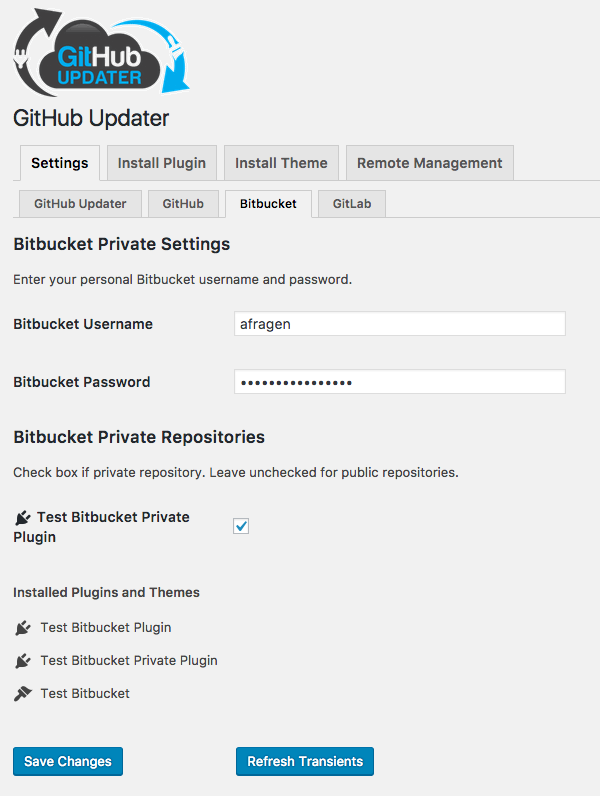 GitHub
UPDATER
GitHub Updater
Settings Install Plugin Install Theme Remote Management
GitHub Updater GitHub Bitbucket GitLab
Bitbucket Private Settings
Enter your personal Bitbucket username and password.
Bitbucket Username afragen
Bitbucket Password ••••••••••••••••
Bitbucket Private Repositories
Check box if private repository. Leave unchecked for public repositories.
Test Bitbucket Private
Plugin
Installed Plugins and Themes
Test Bitbucket Plugin
Test Bitbucket Private Plugin
Test Bitbucket
Save Changes Refresh Transients